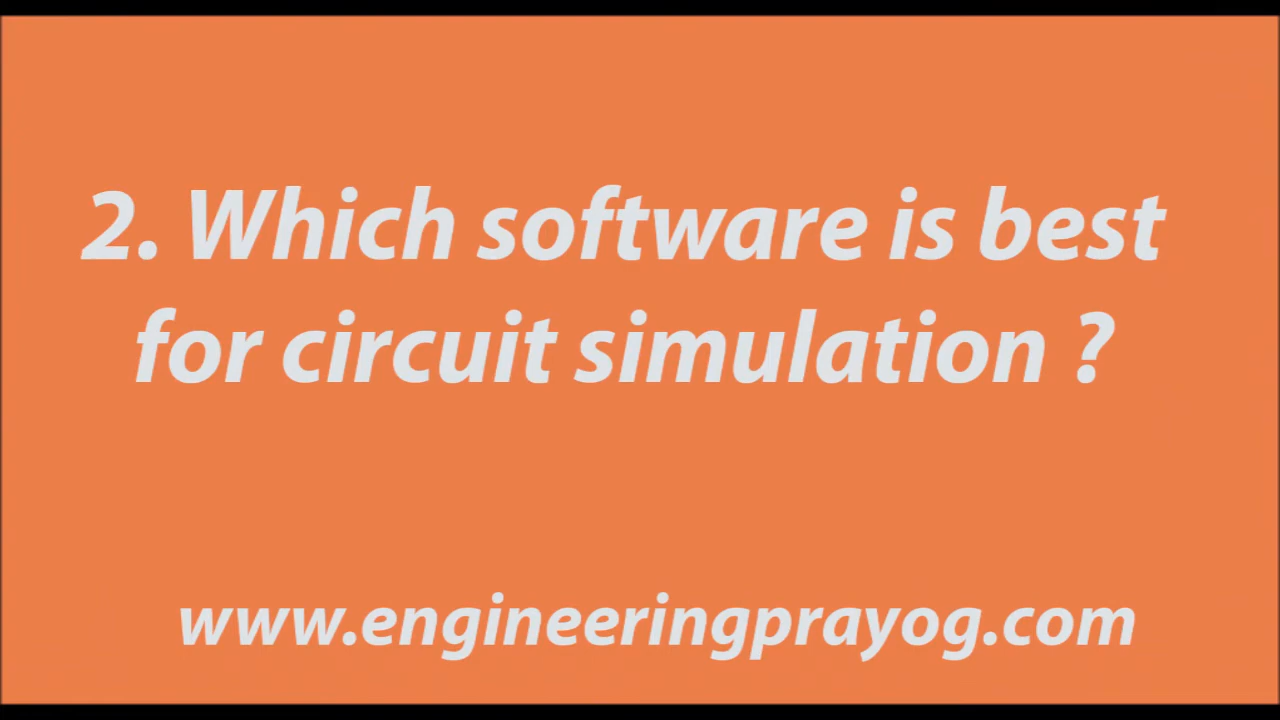 2. Which software is best
for circuit simulation ?
www.engineeringprayog.com